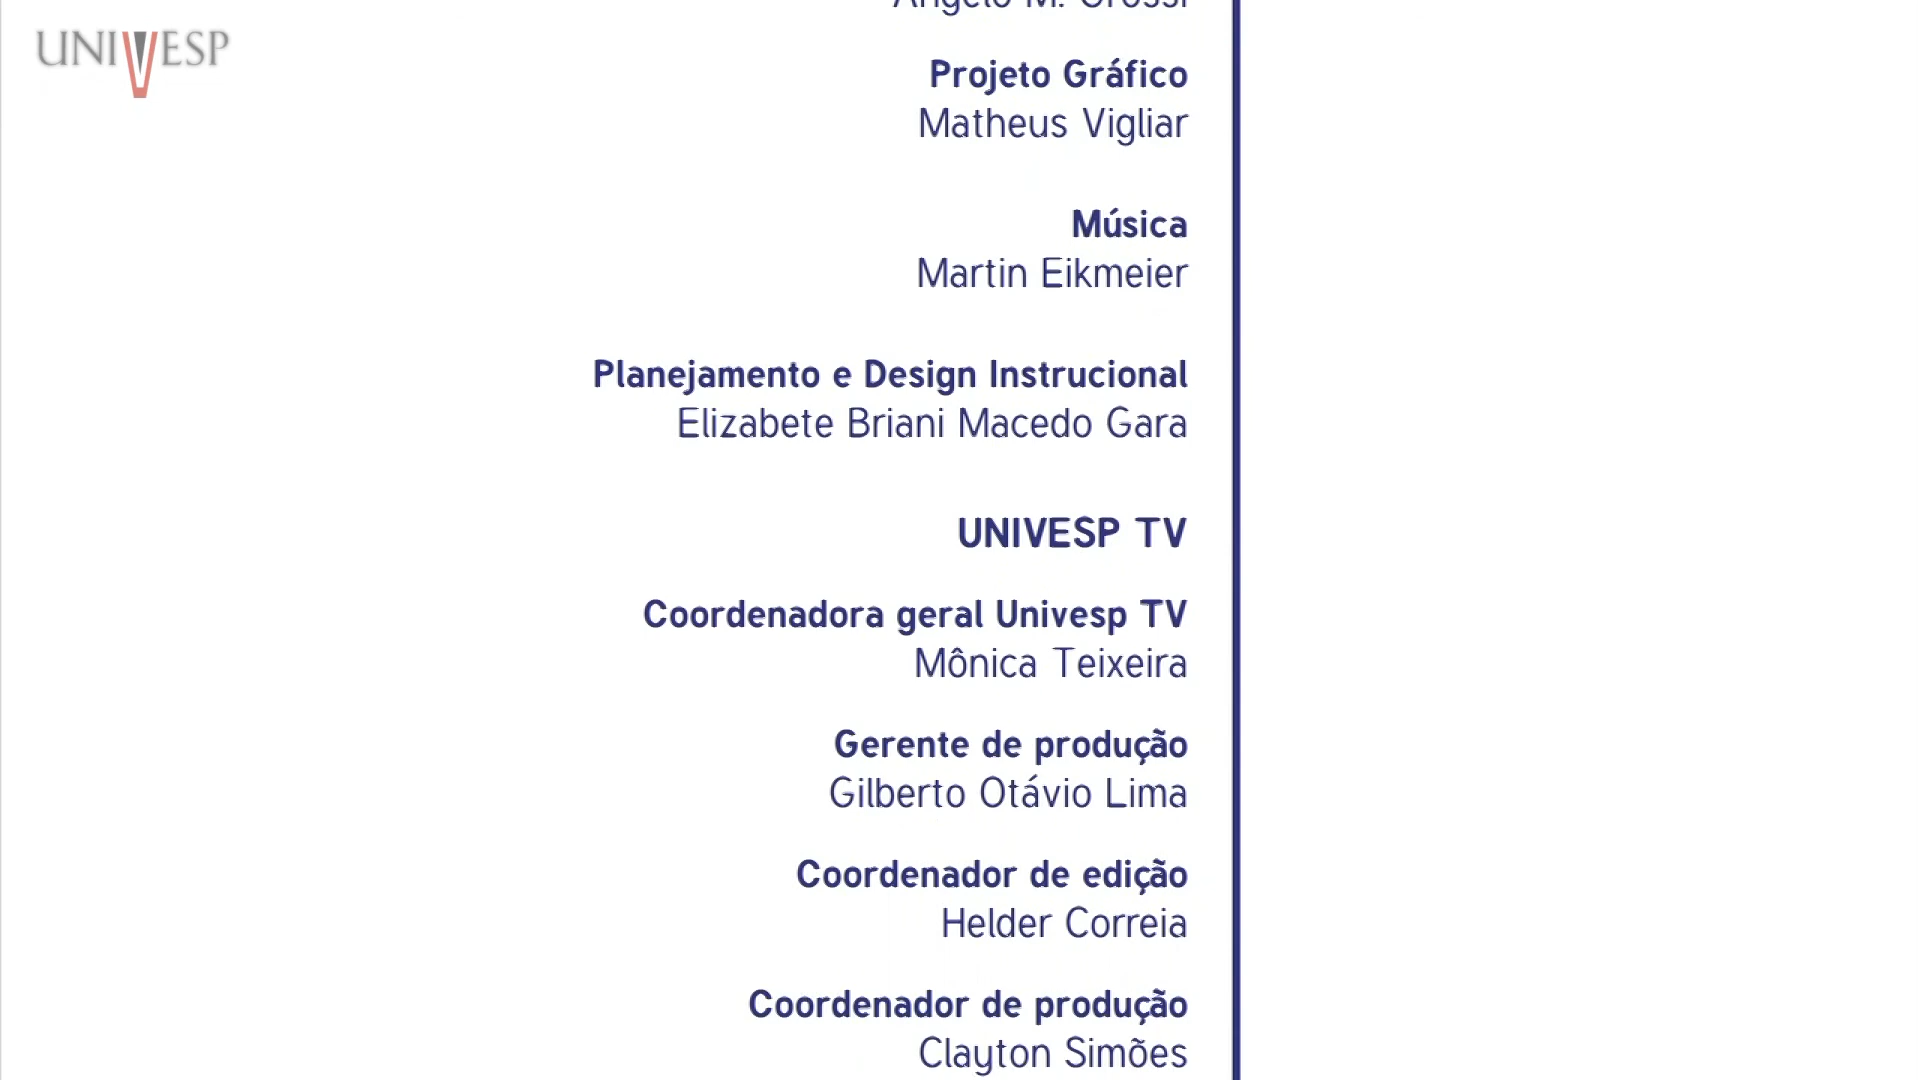 UNIVESP
Projeto Gráfico
Matheus Vigliar
Música
Martin Eikmeier
Planejamento e Design Instrucional
Elizabete Briani Macedo Gara
UNIVESP TV
Coordenadora geral Univesp TV
Mônica Teixeira
Gerente de produção
Gilberto Otávio Lima
Coordenador de edição
Helder Correia
Coordenador de produção
Clayton Simões